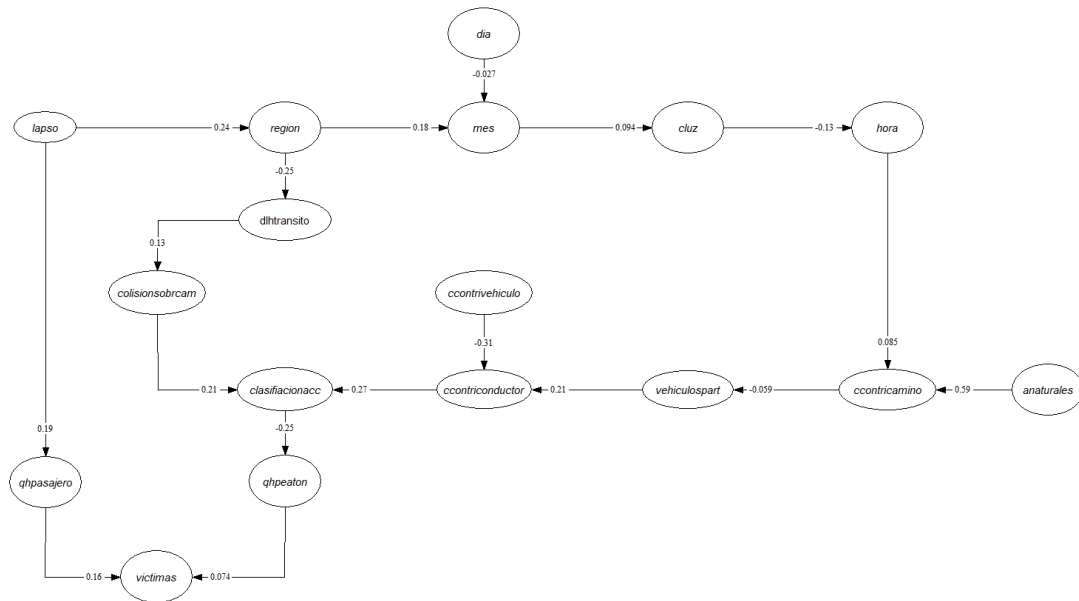 dia
-0.027
lapso
0.24
region
0.18
mes
0.094
cluz
-0.13
hora
-0.25
dlhtransito
0.13
colisionsobrcam
ccontrivehiculo
-0.31
0.085
0.21
clasifiacionacc
0.27
ccontriconductor
0.21
vehiculospart
-0.059
ccontricamino
0.59
anaturales
0.19
-0.25
qhpasajero
qhpeaton
0.16
victimas
0.074